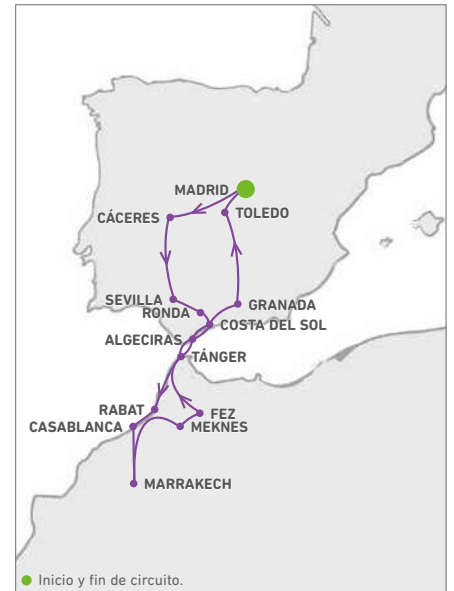 MADRID
CÁCERES
TOLEDO
SEVILLA
RONDA
GRANADA
COSTA DEL SOL
ALGECIRAS
TÁNGER
RABAT
FEZ
CASABLANCA
MEKNES
MARRAKECH
Inicio y fin de circuito.